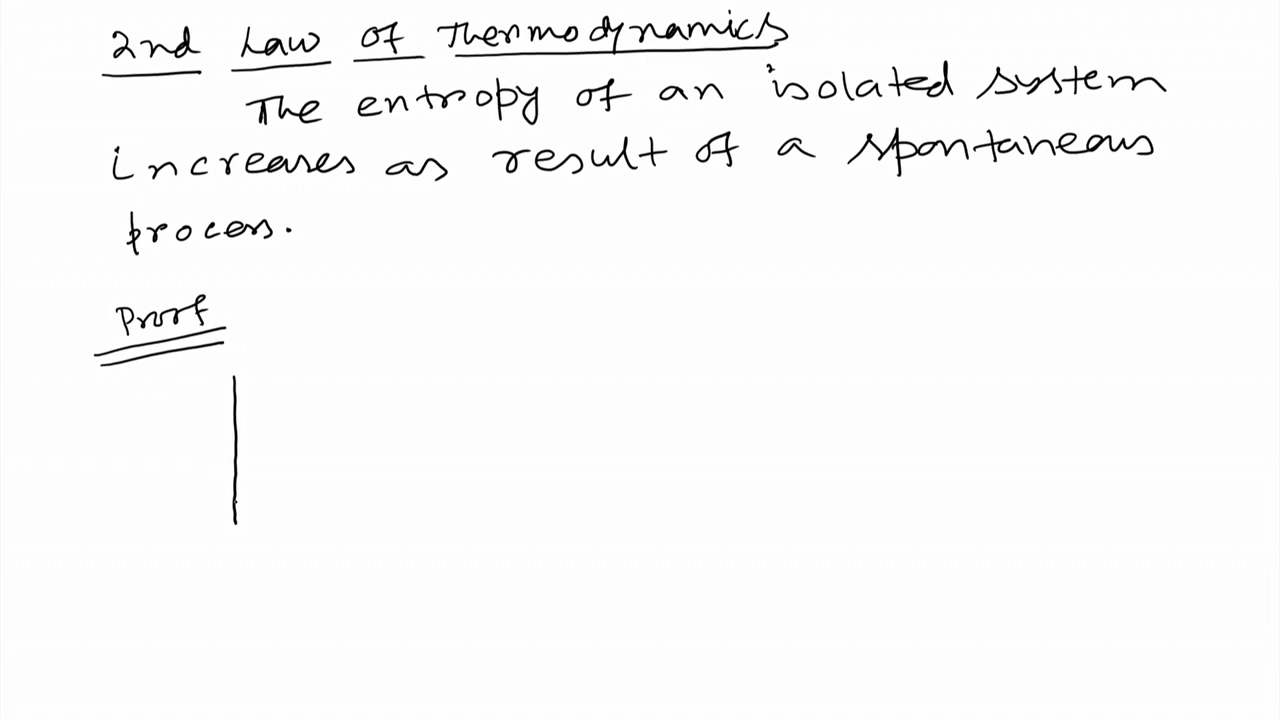 2nd Law of Thermodynamics
The entropy of an isolated system
increases as result of a spontaneous
process.
Proof